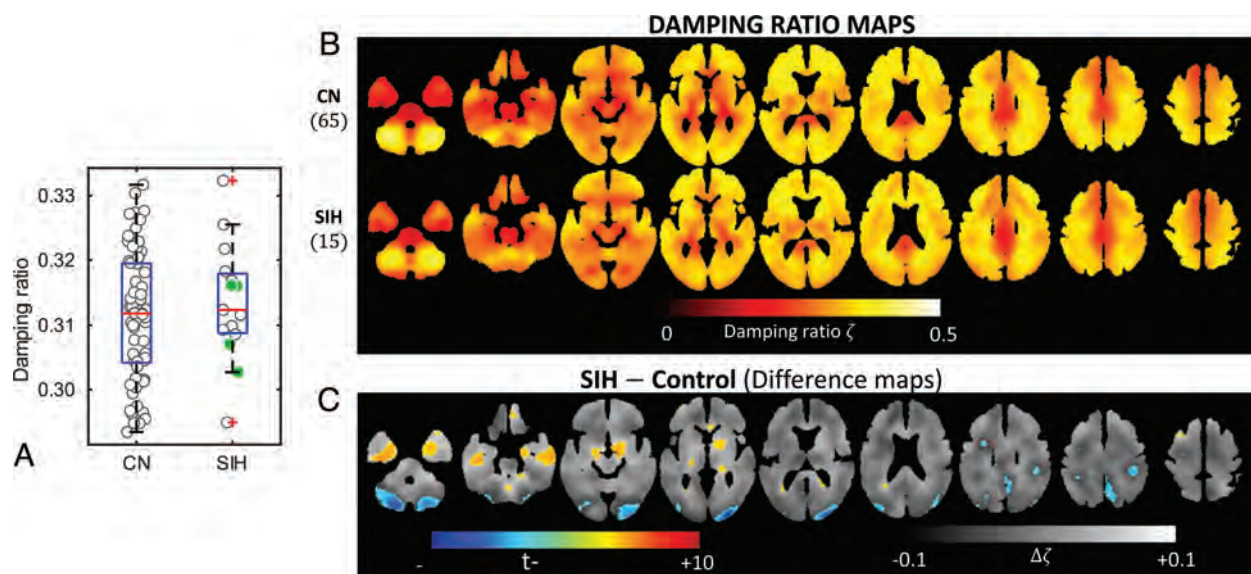 B
DAMPING RATIO MAPS
CN
(65)
SIH
(15)
0
Damping ratio ζ
0.5
Damping ratio
0.33
0.32
0.31
0.30
CN
SIH
A
C
SIH – Control (Difference maps)
-
t-
+10
-0.1
Δζ
+0.1